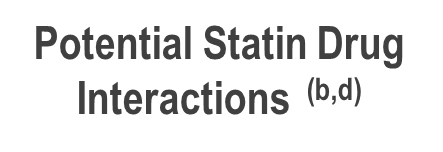 Potential Statin Drug
Interactions (b,d)